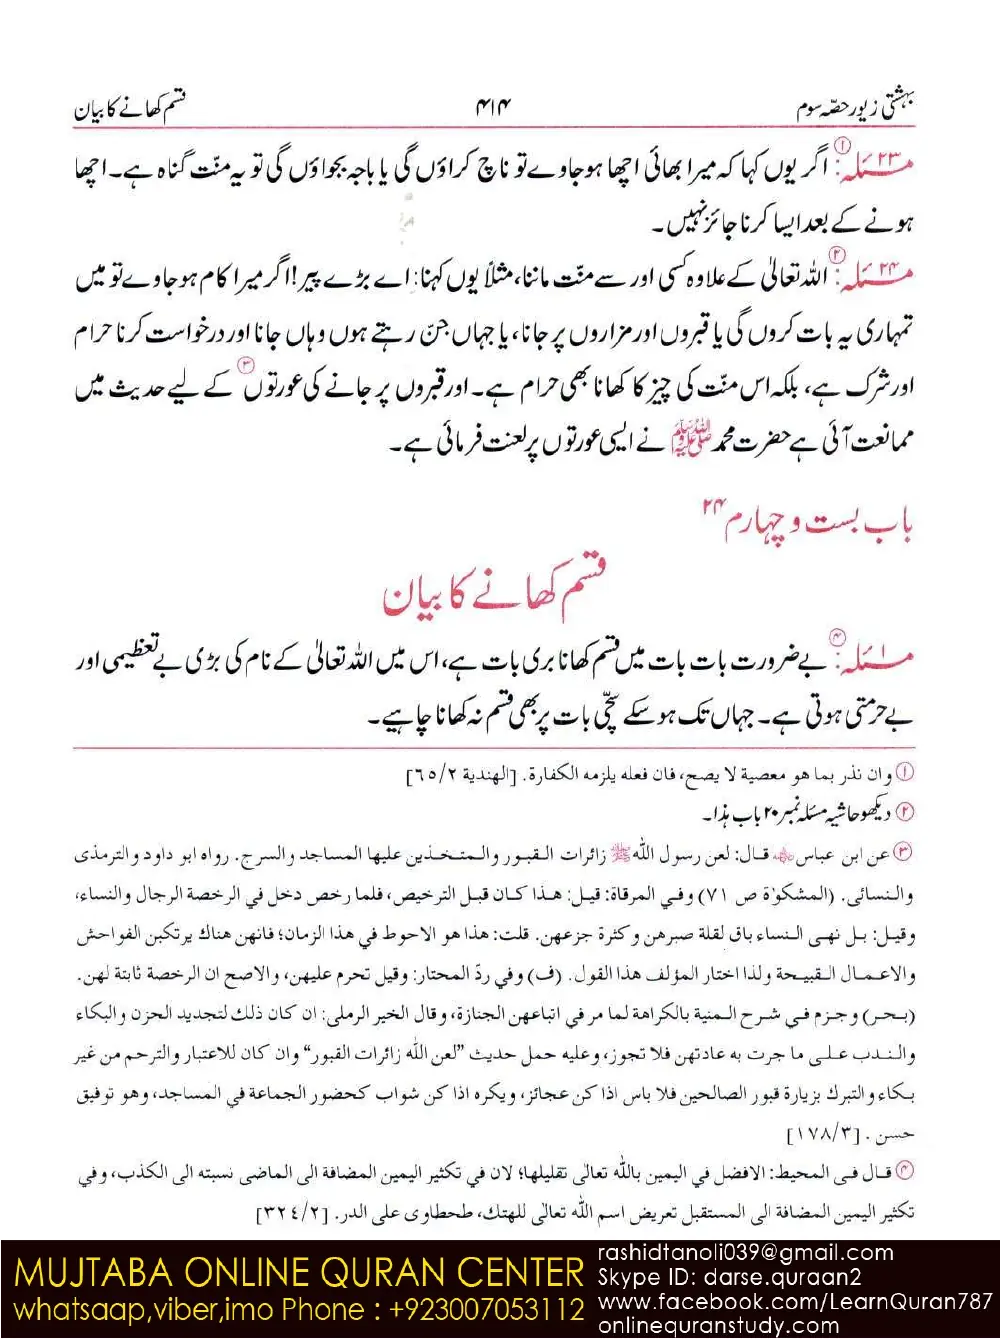 بہشتی زیور حصّہ سوم ۴۱۴ قسم کھانے کا بیان
مسئلہ ۲۳①: اگر یوں کہا کہ میرا بھائی اچھا ہوجاوے تو ناچ کراؤں گی یا باجہ بجواؤں گی تو یہ منّت گناہ ہے۔ اچھا
ہونے کے بعد ایسا کرنا جائز نہیں۔
مسئلہ ۲۴②: اللہ تعالیٰ کے علاوہ کسی اور سے منّت ماننا، مثلاً یوں کہنا: اے بڑے پیر! اگر میرا کام ہوجاوے تو میں
تمہاری یہ بات کروں گی یا قبروں اور مزاروں پر جانا، یا جہاں جنّ رہتے ہوں وہاں جانا اور درخواست کرنا حرام
اور شرک ہے، بلکہ اس منّت کی چیز کا کھانا بھی حرام ہے۔ اور قبروں پر جانے کی عورتوں③ کے لیے حدیث میں
ممانعت آئی ہے حضرت محمد ﷺ نے ایسی عورتوں پر لعنت فرمائی ہے۔
باب بست و چہارم ۲۴
قسم کھانے کا بیان
مسئلہ ۱④: بے ضرورت بات بات میں قسم کھانا بری بات ہے، اس میں اللہ تعالیٰ کے نام کی بڑی بے تعظیمی اور
بے حرمتی ہوتی ہے۔ جہاں تک ہوسکے سچّی بات پر بھی قسم نہ کھانا چاہیے۔
① وان نذر بما هو معصية لا يصح، فان فعله يلزمه الكفارة. [الهندية ٢/٦٥]
② دیکھو حاشیہ مسئلہ نمبر ۲۰ باب ہذا۔
③ عن ابن عباس ؓ قال: لعن رسول الله ﷺ زائرات القبور والمتخذين عليها المساجد والسرج. رواه ابو داود والترمذى
والنسائى. (المشكوٰة ص ٧١) وفي المرقاة: قيل: هذا كان قبل الترخيص، فلما رخص دخل في الرخصة الرجال والنساء،
وقيل: بل نهى النساء باق لقلة صبرهن وكثرة جزعهن. قلت: هذا هو الاحوط في هذا الزمان؛ فانهن هناك يرتكبن الفواحش
والاعمال القبيحة ولذا اختار المؤلف هذا القول. (ف) وفي ردّ المحتار: وقيل تحرم عليهن، والاصح ان الرخصة ثابتة لهن.
(بحر) وجزم في شرح المنية بالكراهة لما مر في اتباعهن الجنازة، وقال الخير الرملى: ان كان ذلك لتجديد الحزن والبكاء
والندب على ما جرت به عادتهن فلا تجوز، وعليه حمل حديث "لعن الله زائرات القبور" وان كان للاعتبار والترحم من غير
بكاء والتبرك بزيارة قبور الصالحين فلا باس اذا كن عجائز، ويكره اذا كن شواب كحضور الجماعة في المساجد، وهو توفيق
حسن. [٣/١٧٨]
④ قال فى المحيط: الافضل في اليمين بالله تعالى تقليلها؛ لان في تكثير اليمين المضافة الى الماضى نسبته الى الكذب، وفي
تكثير اليمين المضافة الى المستقبل تعريض اسم الله تعالى للهتك، طحطاوى على الدر. [٢/٣٢٤]
MUJTABA ONLINE QURAN CENTER
whatsaap,viber,imo Phone : +923007053112
rashidtanoli039@gmail.com
Skype ID: darse.quraan2
www.facebook.com/LearnQuran787
onlinequranstudy.com